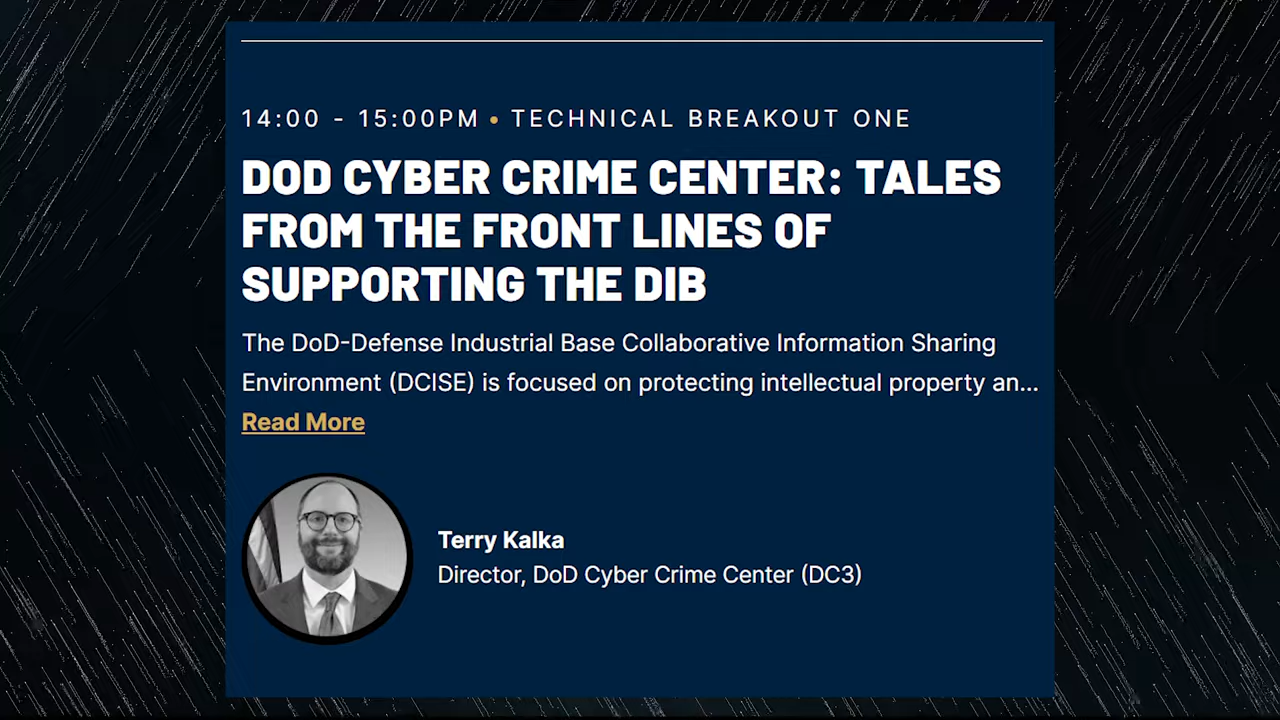 14:00 - 15:00PM • TECHNICAL BREAKOUT ONE
DOD CYBER CRIME CENTER: TALES
FROM THE FRONT LINES OF
SUPPORTING THE DIB
The DoD-Defense Industrial Base Collaborative Information Sharing
Environment (DCISE) is focused on protecting intellectual property an...
Read More
Terry Kalka
Director, DoD Cyber Crime Center (DC3)